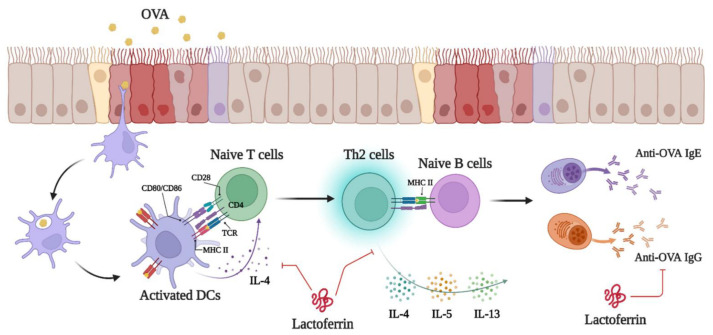 OVA
Naive T cells
CD28
CD80/CD86
CD4
TCR
MHC II
IL-4
Activated DCs
Th2 cells
Naive B cells
MHC II
Lactoferrin
IL-4
IL-5
IL-13
Anti-OVA IgE
Anti-OVA IgG
Lactoferrin